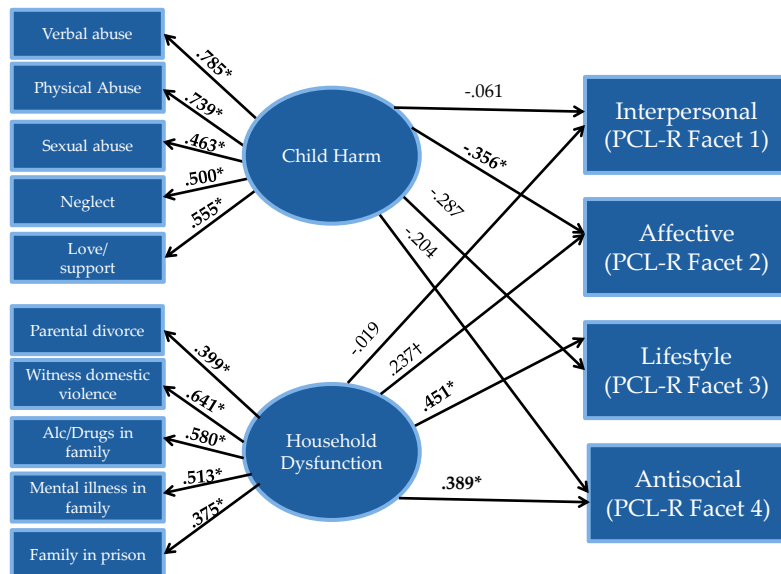 Verbal abuse
Physical Abuse
Sexual abuse
Neglect
Love/
support
.785*
.739*
.463*
.500*
.555*
Child Harm
-.061
-.356*
-.287
-.204
Interpersonal
(PCL-R Facet 1)
Affective
(PCL-R Facet 2)
Parental divorce
Witness domestic
violence
Alc/Drugs in
family
Mental illness in
family
Family in prison
.399*
.641*
.580*
.513*
.375*
Household
Dysfunction
-.019
.237†
.451*
.389*
Lifestyle
(PCL-R Facet 3)
Antisocial
(PCL-R Facet 4)